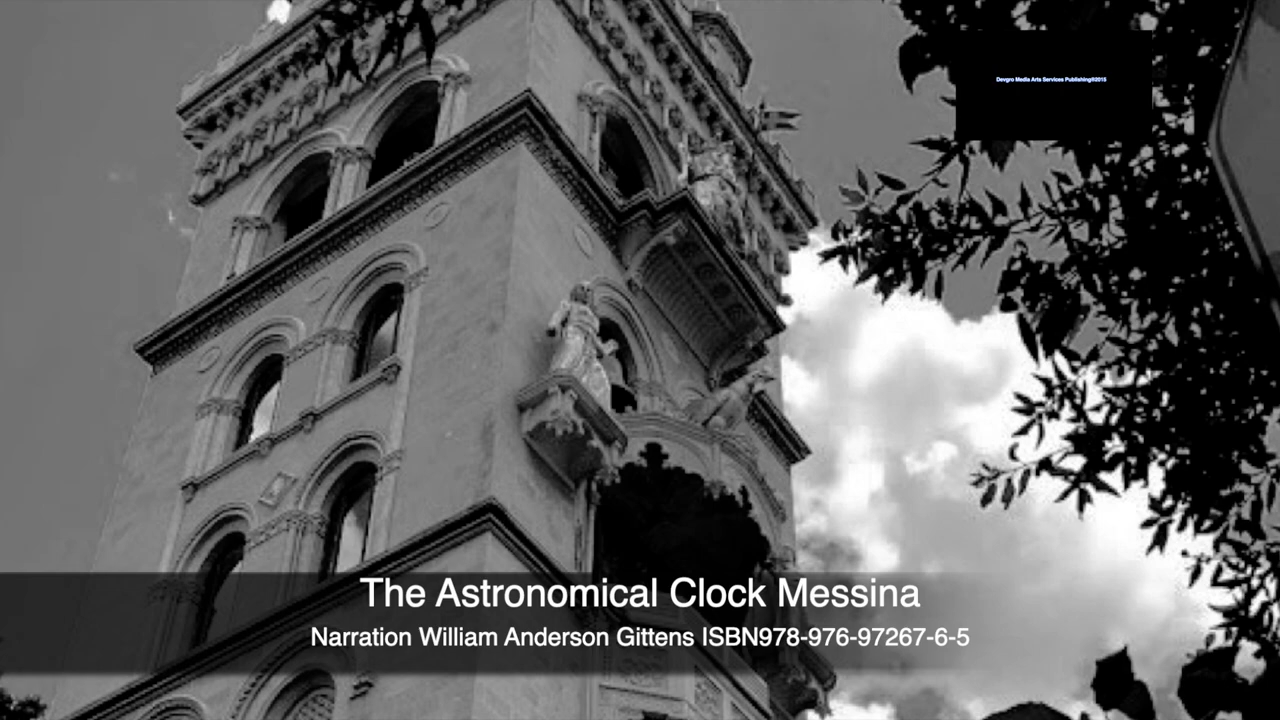 Devgro Media Arts Services Publishing®2015
The Astronomical Clock Messina
Narration William Anderson Gittens ISBN978-976-97267-6-5